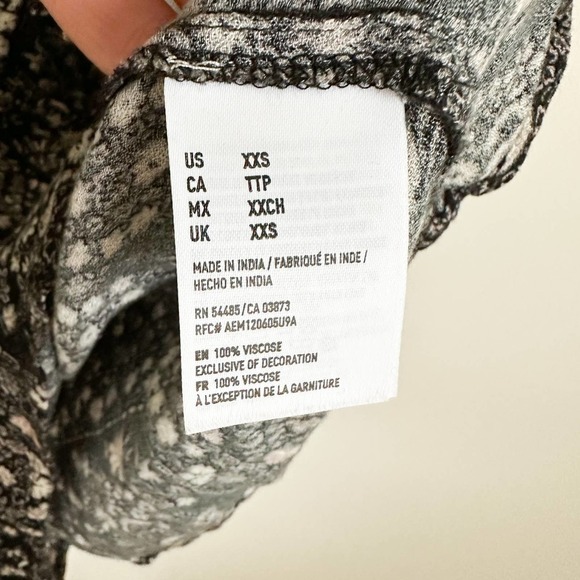 US XXS
CA TTP
MX XXCH
UK XXS
MADE IN INDIA / FABRIQUÉ EN INDE /
HECHO EN INDIA
RN 54485/CA 03873
RFC# AEM120605U9A
EN 100% VISCOSE
EXCLUSIVE OF DECORATION
FR 100% VISCOSE
À L'EXCEPTION DE LA GARNITURE